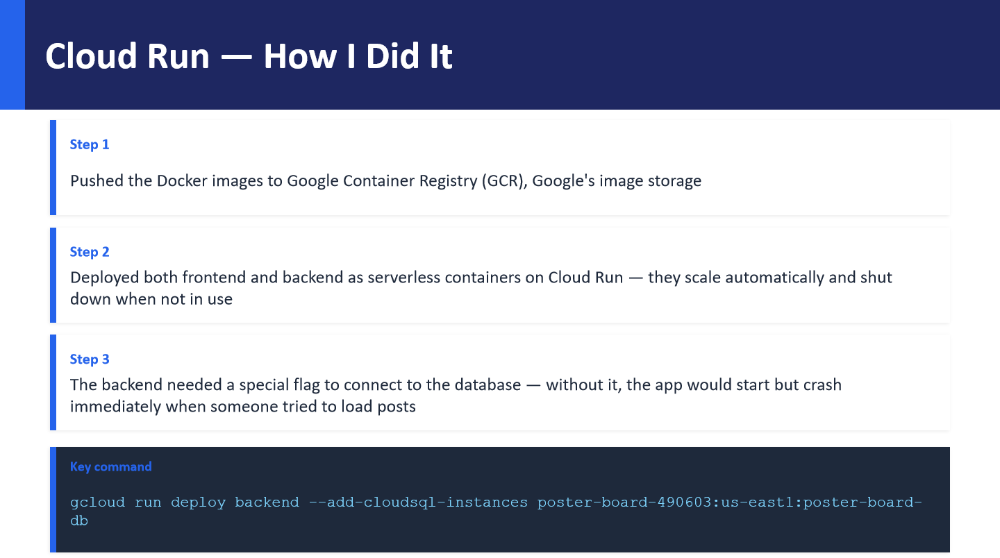 Cloud Run — How I Did It
Step 1
Pushed the Docker images to Google Container Registry (GCR), Google's image storage
Step 2
Deployed both frontend and backend as serverless containers on Cloud Run — they scale automatically and shut
down when not in use
Step 3
The backend needed a special flag to connect to the database — without it, the app would start but crash
immediately when someone tried to load posts
Key command
gcloud run deploy backend --add-cloudsql-instances poster-board-490603:us-east1:poster-board-
db